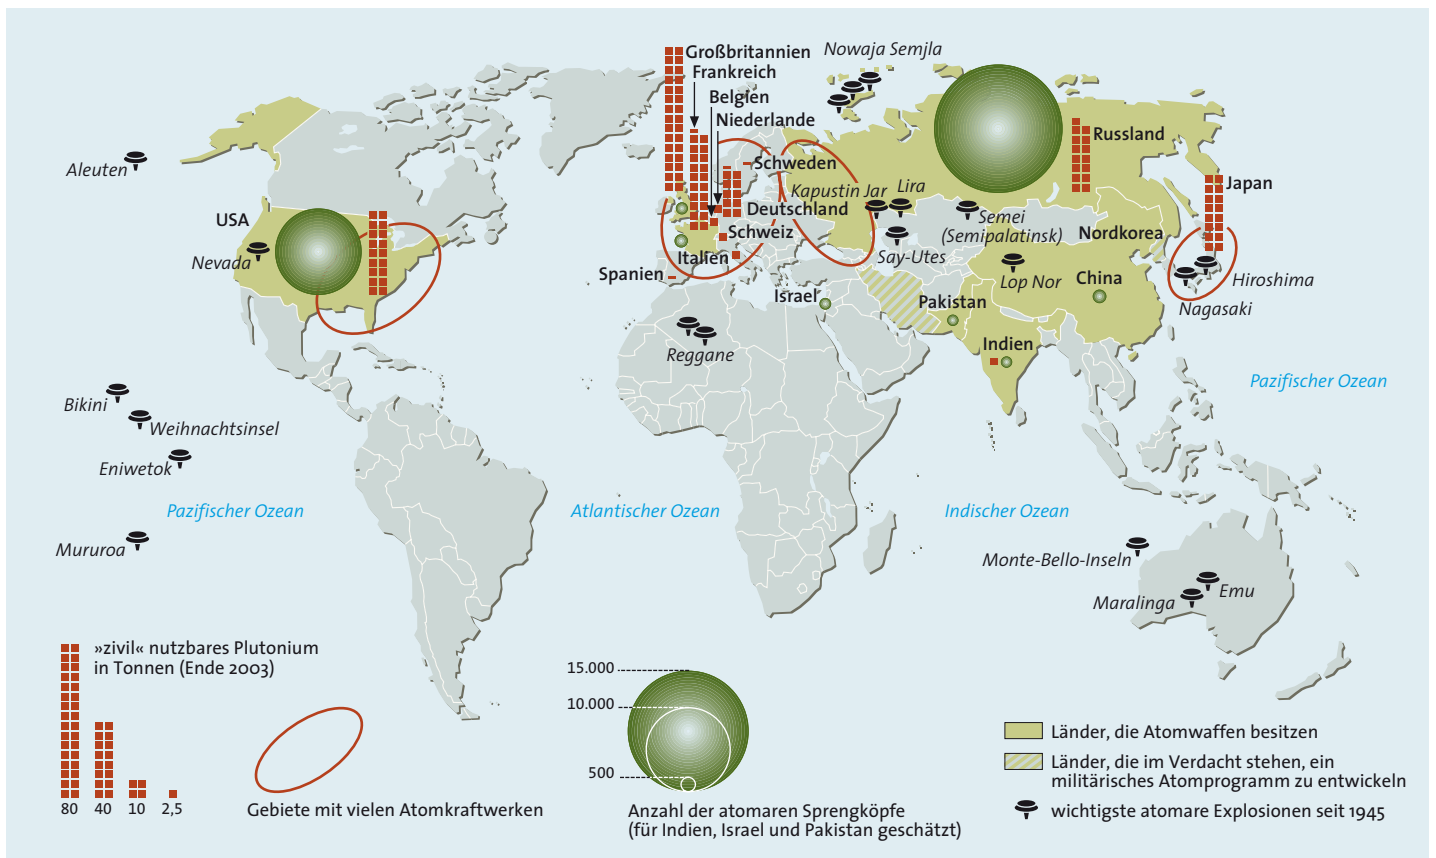 Großbritannien
Nowaja Semjla
Frankreich
Belgien
Niederlande
Russland
Aleuten
Schweden
Kapustin Jar
Lira
Japan
USA
Deutschland
Semei
(Semipalatinsk)
Nordkorea
Schweiz
Nevada
Italien
Say-Utes
Spanien
Lop Nor
China
Hiroshima
Israel
Pakistan
Nagasaki
Reggane
Indien
Pazifischer Ozean
Bikini
Weihnachtsinsel
Eniwetok
Pazifischer Ozean
Atlantischer Ozean
Indischer Ozean
Mururoa
Monte-Bello-Inseln
Emu
Maralinga
»zivil« nutzbares Plutonium
in Tonnen (Ende 2003)
80
40
10
2,5
Gebiete mit vielen Atomkraftwerken
15.000
10.000
500
Anzahl der atomaren Sprengköpfe
(für Indien, Israel und Pakistan geschätzt)
Länder, die Atomwaffen besitzen
Länder, die im Verdacht stehen, ein
militärisches Atomprogramm zu entwickeln
wichtigste atomare Explosionen seit 1945